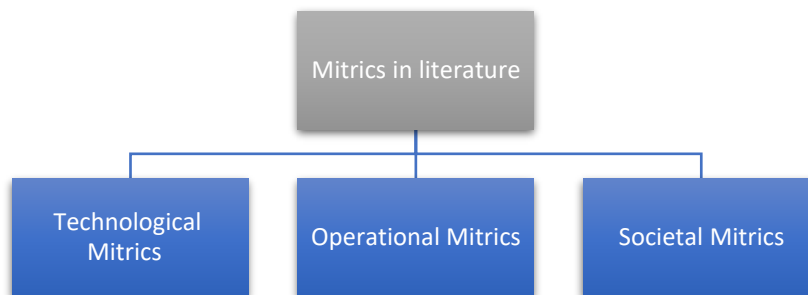 Mitrics in literature
Technological
Mitrics
Operational Mitrics
Societal Mitrics